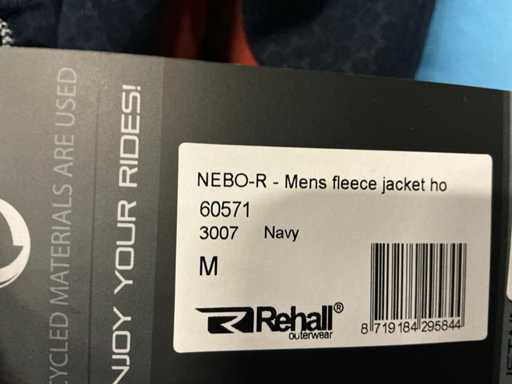 YCLED MATERIALS ARE USED
NJOY YOUR RIDES!
NEBO-R - Mens fleece jacket ho
60571
3007 Navy
M
Rehall®
outerwear
8 719184 295844